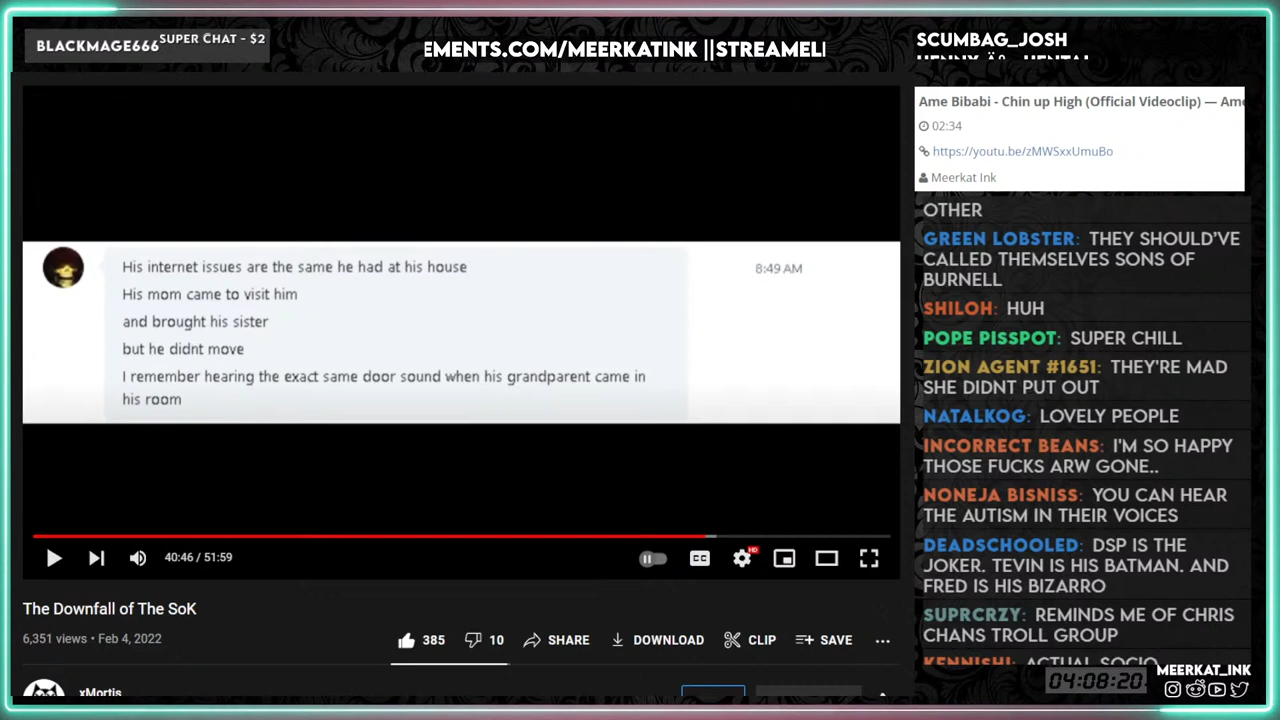 BLACKMAGE666 SUPER CHAT - $2
EMENTS.COM/MEERKATINK ||STREAMEL
SCUMBAG_JOSH
Ame Bibabi - Chin up High (Official Videoclip) — Am
02:34
https://youtu.be/zMWSxxUmuBo
Meerkat Ink
His internet issues are the same he had at his house
8:49 AM
His mom came to visit him
and brought his sister
but he didnt move
I remember hearing the exact same door sound when his grandparent came in
his room
40:46 / 51:59
CC
HD
The Downfall of The SoK
6,351 views • Feb 4, 2022
385
10
SHARE
DOWNLOAD
CLIP
SAVE
xMortis
OTHER
GREEN LOBSTER: THEY SHOULD'VE
CALLED THEMSELVES SONS OF
BURNELL
SHILOH: HUH
POPE PISSPOT: SUPER CHILL
ZION AGENT #1651: THEY'RE MAD
SHE DIDNT PUT OUT
NATALKOG: LOVELY PEOPLE
INCORRECT BEANS: I'M SO HAPPY
THOSE FUCKS ARW GONE..
NONEJA BISNISS: YOU CAN HEAR
THE AUTISM IN THEIR VOICES
DEADSCHOOLED: DSP IS THE
JOKER. TEVIN IS HIS BATMAN. AND
FRED IS HIS BIZARRO
SUPRCRZY: REMINDS ME OF CHRIS
CHANS TROLL GROUP
KENNISHI: ACTUAL SOCIO
04:08:20
MEERKAT_INK